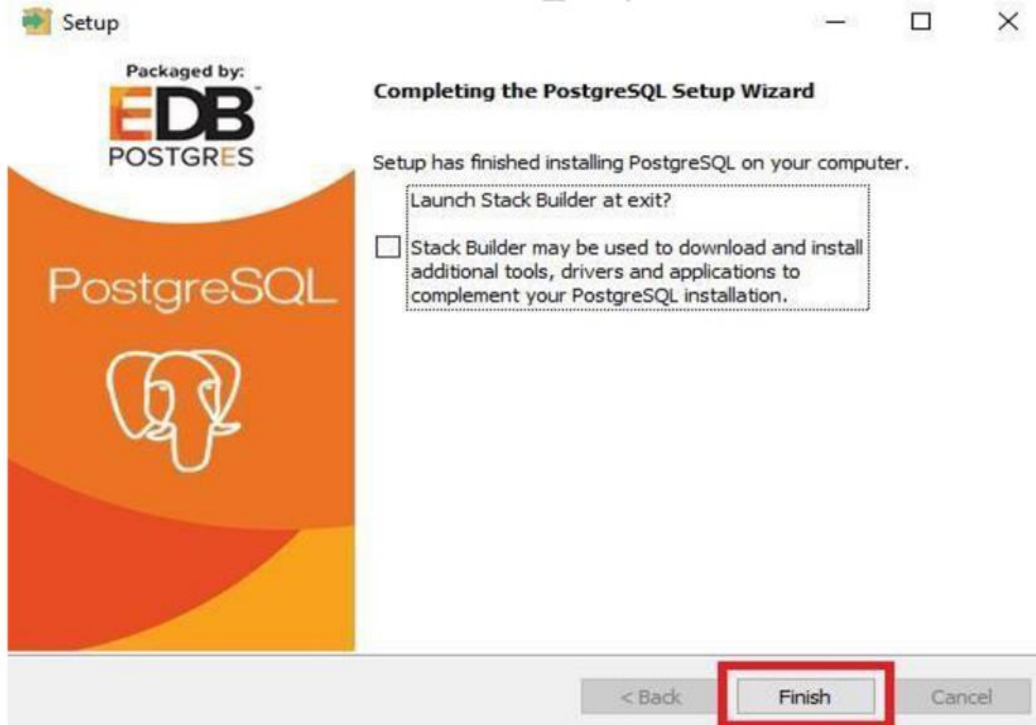 Setup
Packaged by:
EDB™
POSTGRES
PostgreSQL
Completing the PostgreSQL Setup Wizard
Setup has finished installing PostgreSQL on your computer.
Launch Stack Builder at exit?
Stack Builder may be used to download and install
additional tools, drivers and applications to
complement your PostgreSQL installation.
< Back
Finish
Cancel